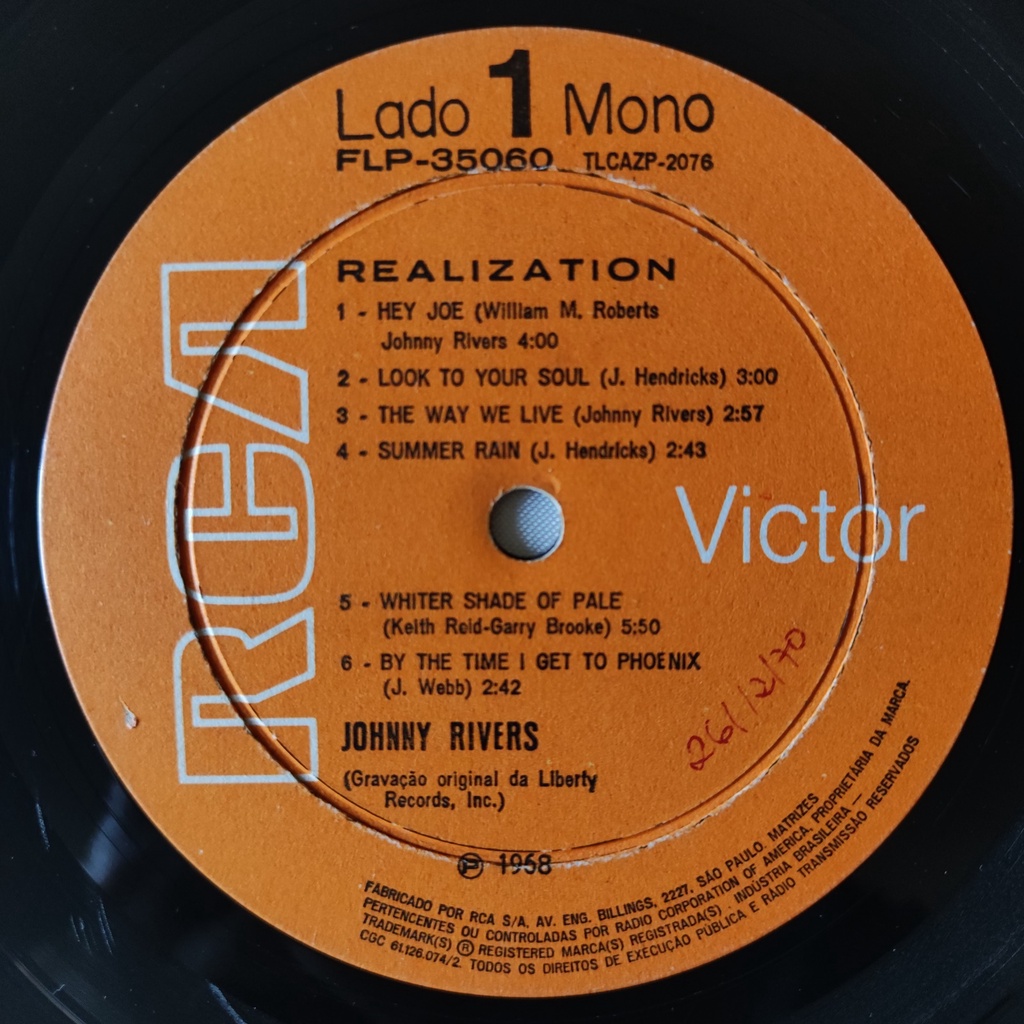 Lado 1 Mono
FLP-35060 TLCAZP-2076
REALIZATION
1 - HEY JOE (William M. Roberts
Johnny Rivers 4:00
2 - LOOK TO YOUR SOUL (J. Hendricks) 3:00
3 - THE WAY WE LIVE (Johnny Rivers) 2:57
4 - SUMMER RAIN (J. Hendricks) 2:43
RCA
Victor
5 - WHITER SHADE OF PALE
(Keith Reid-Garry Brooke) 5:50
6 - BY THE TIME I GET TO PHOENIX
(J. Webb) 2:42
26/12/70
JOHNNY RIVERS
(Gravação original da Liberty
Records, Inc.)
℗ 1968
FABRICADO POR RCA S/A, AV. ENG. BILLINGS, 2227. SÃO PAULO. MATRIZES
PERTENCENTES OU CONTROLADAS POR RADIO CORPORATION OF AMERICA, PROPRIETÁRIA DA MARCA.
TRADEMARK(S) ® REGISTERED MARCA(S) REGISTRADA(S). INDÚSTRIA BRASILEIRA —
CGC 61.126.074/2. TODOS OS DIREITOS DE EXECUÇÃO PÚBLICA E RÁDIO TRANSMISSÃO RESERVADOS